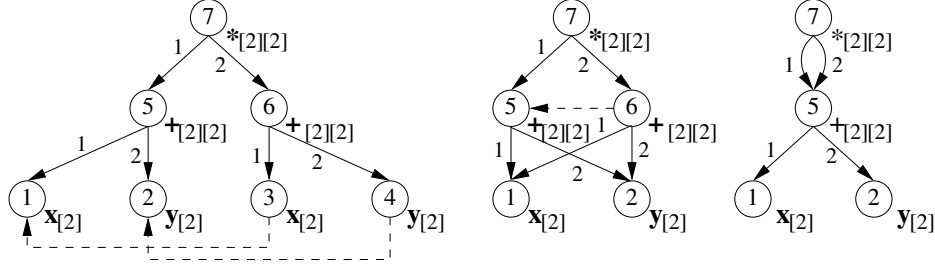 7 7 7
*[2][2] *[2][2] *[2][2]
1 2 1 2 1 2
5 6 5 6 5
+[2][2] +[2][2] +[2][2] +[2][2] +[2][2]
1 2 1 2 1 1 2 2 1 2
1 2 3 4 1 2 1 2
x[2] y[2] x[2] y[2] x[2] y[2] x[2] y[2]